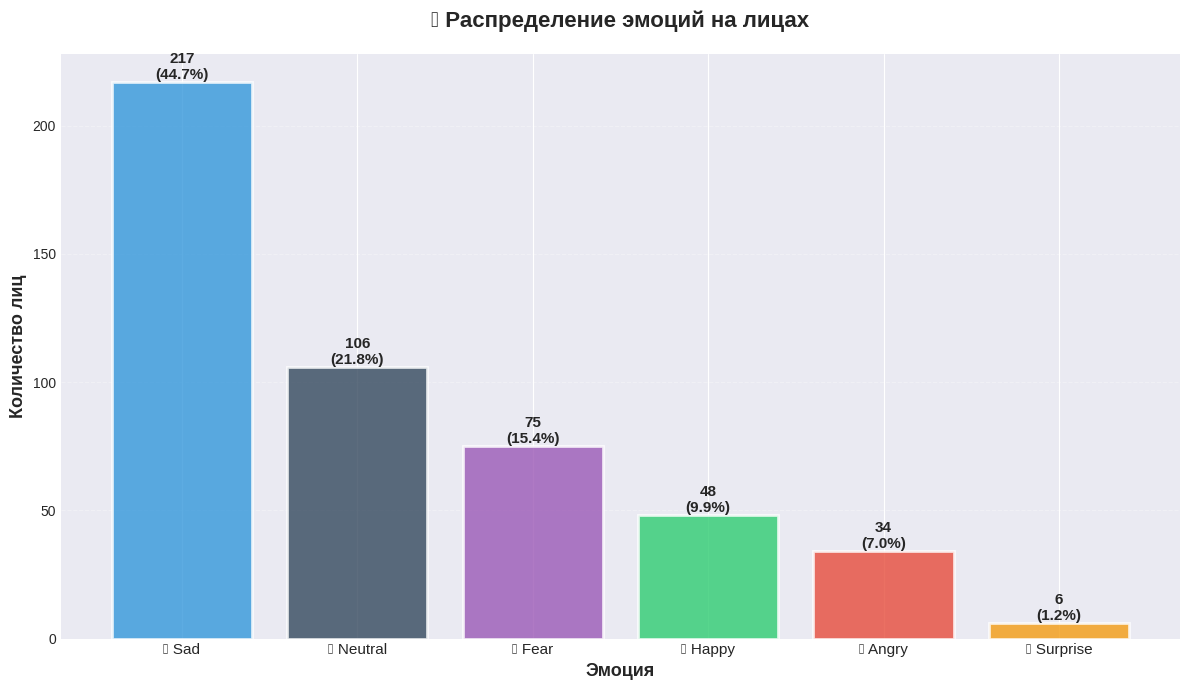 ▯ Распределение эмоций на лицах
217
(44.7%)
106
(21.8%)
75
(15.4%)
48
(9.9%)
34
(7.0%)
6
(1.2%)
200
150
100
50
0
Количество лиц
▯ Sad
▯ Neutral
▯ Fear
▯ Happy
▯ Angry
▯ Surprise
Эмоция